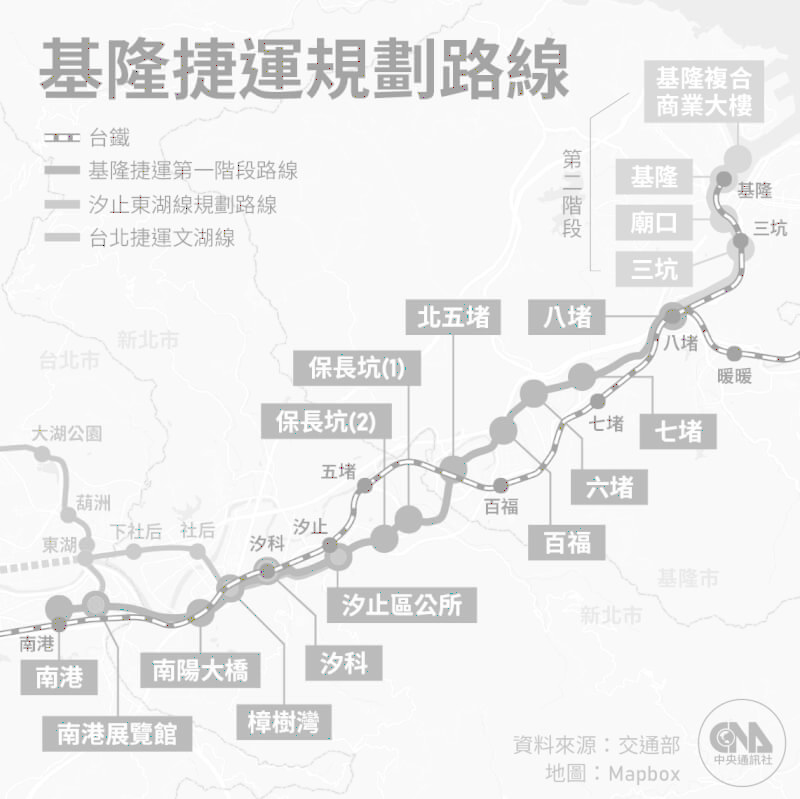 基隆捷運規劃路線
台鐵
基隆捷運第一階段路線
汐止東湖線規劃路線
台北捷運文湖線
第二階段
基隆複合
商業大樓
基隆
基隆
廟口
三坑
三坑
北五堵
八堵
八堵
暖暖
新北市
台北市
保長坑(1)
保長坑(2)
七堵
七堵
大湖公園
五堵
六堵
百福
百福
葫洲
下社后
社后
汐止
東湖
汐科
基隆市
新北市
汐止區公所
南港
南港
南陽大橋
汐科
南港展覽館
樟樹灣
資料來源：交通部
地圖：Mapbox
CNA
中央通訊社